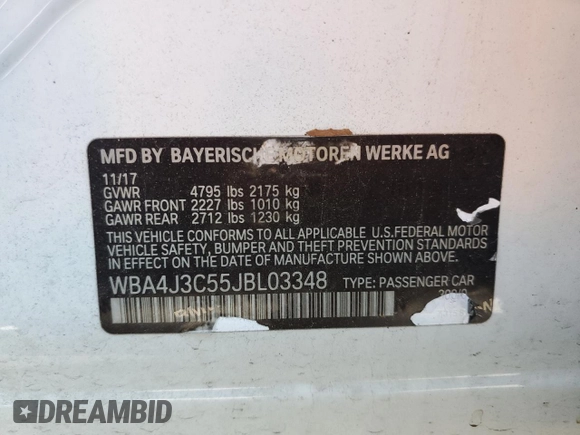 MFD BY BAYERISCHE MOTOREN WERKE AG
11/17
GVWR 4795 lbs 2175 kg
GAWR FRONT 2227 lbs 1010 kg
GAWR REAR 2712 lbs 1230 kg
THIS VEHICLE CONFORMS TO ALL APPLICABLE U.S.FEDERAL MOTOR
VEHICLE SAFETY, BUMPER AND THEFT PREVENTION STANDARDS
IN EFFECT ON THE DATE OF MANUFACTURE SHOWN ABOVE.
WBA4J3C55JBL03348 TYPE: PASSENGER CAR
DREAMBID